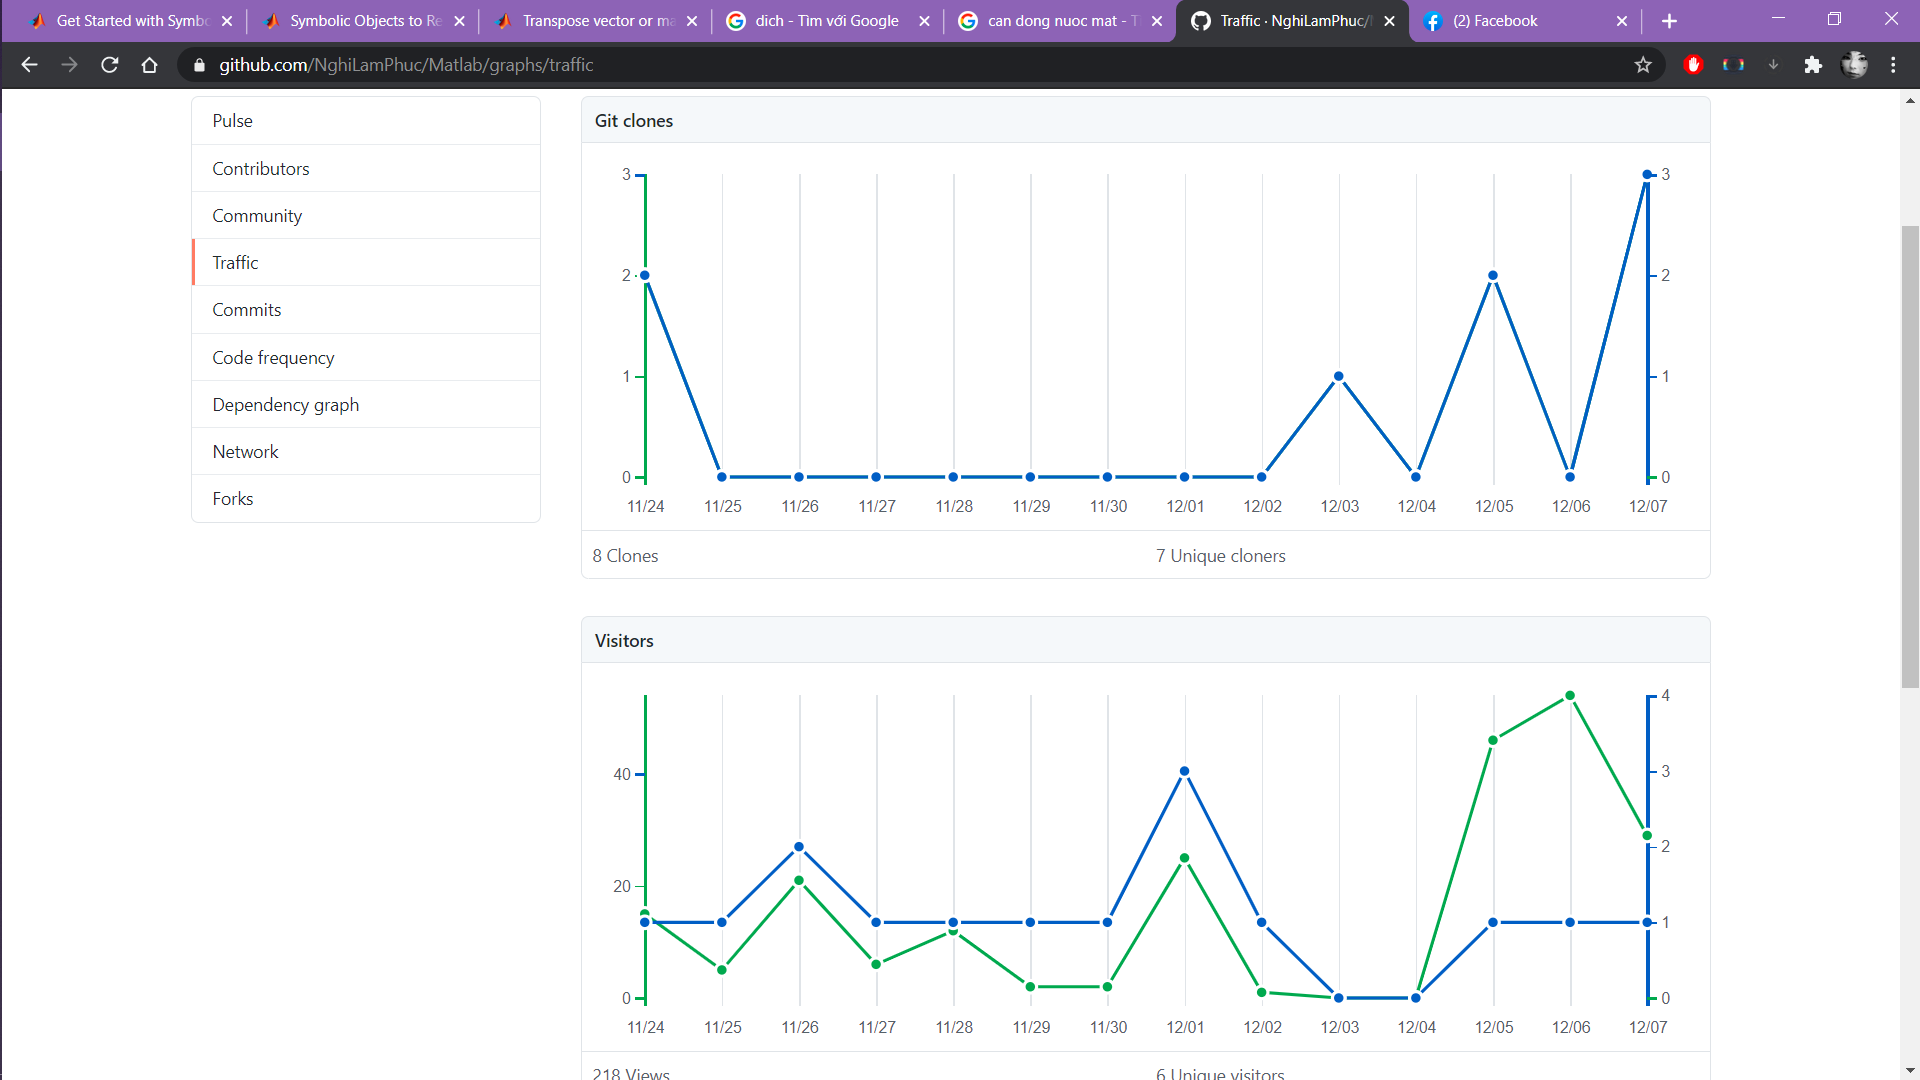 Get Started with Symbo
Symbolic Objects to Re
Transpose vector or ma
dich - Tìm với Google
can dong nuoc mat - T
Traffic · NghiLamPhuc/
(2) Facebook
github.com/NghiLamPhuc/Matlab/graphs/traffic
Pulse
Contributors
Community
Traffic
Commits
Code frequency
Dependency graph
Network
Forks
Git clones
3
3
2
2
1
1
0
0
11/24 11/25 11/26 11/27 11/28 11/29 11/30 12/01 12/02 12/03 12/04 12/05 12/06 12/07
8 Clones
7 Unique cloners
Visitors
4
40
3
2
20
1
0
0
11/24 11/25 11/26 11/27 11/28 11/29 11/30 12/01 12/02 12/03 12/04 12/05 12/06 12/07
218 Views
6 Unique visitors